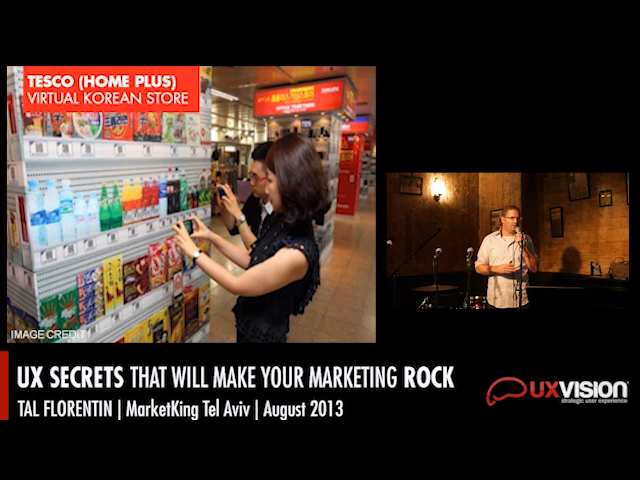 TESCO (HOME PLUS)
VIRTUAL KOREAN STORE
IMAGE CREDIT
UX SECRETS THAT WILL MAKE YOUR MARKETING ROCK
TAL FLORENTIN | MarketKing Tel Aviv | August 2013
UXVISION
strategic user experience